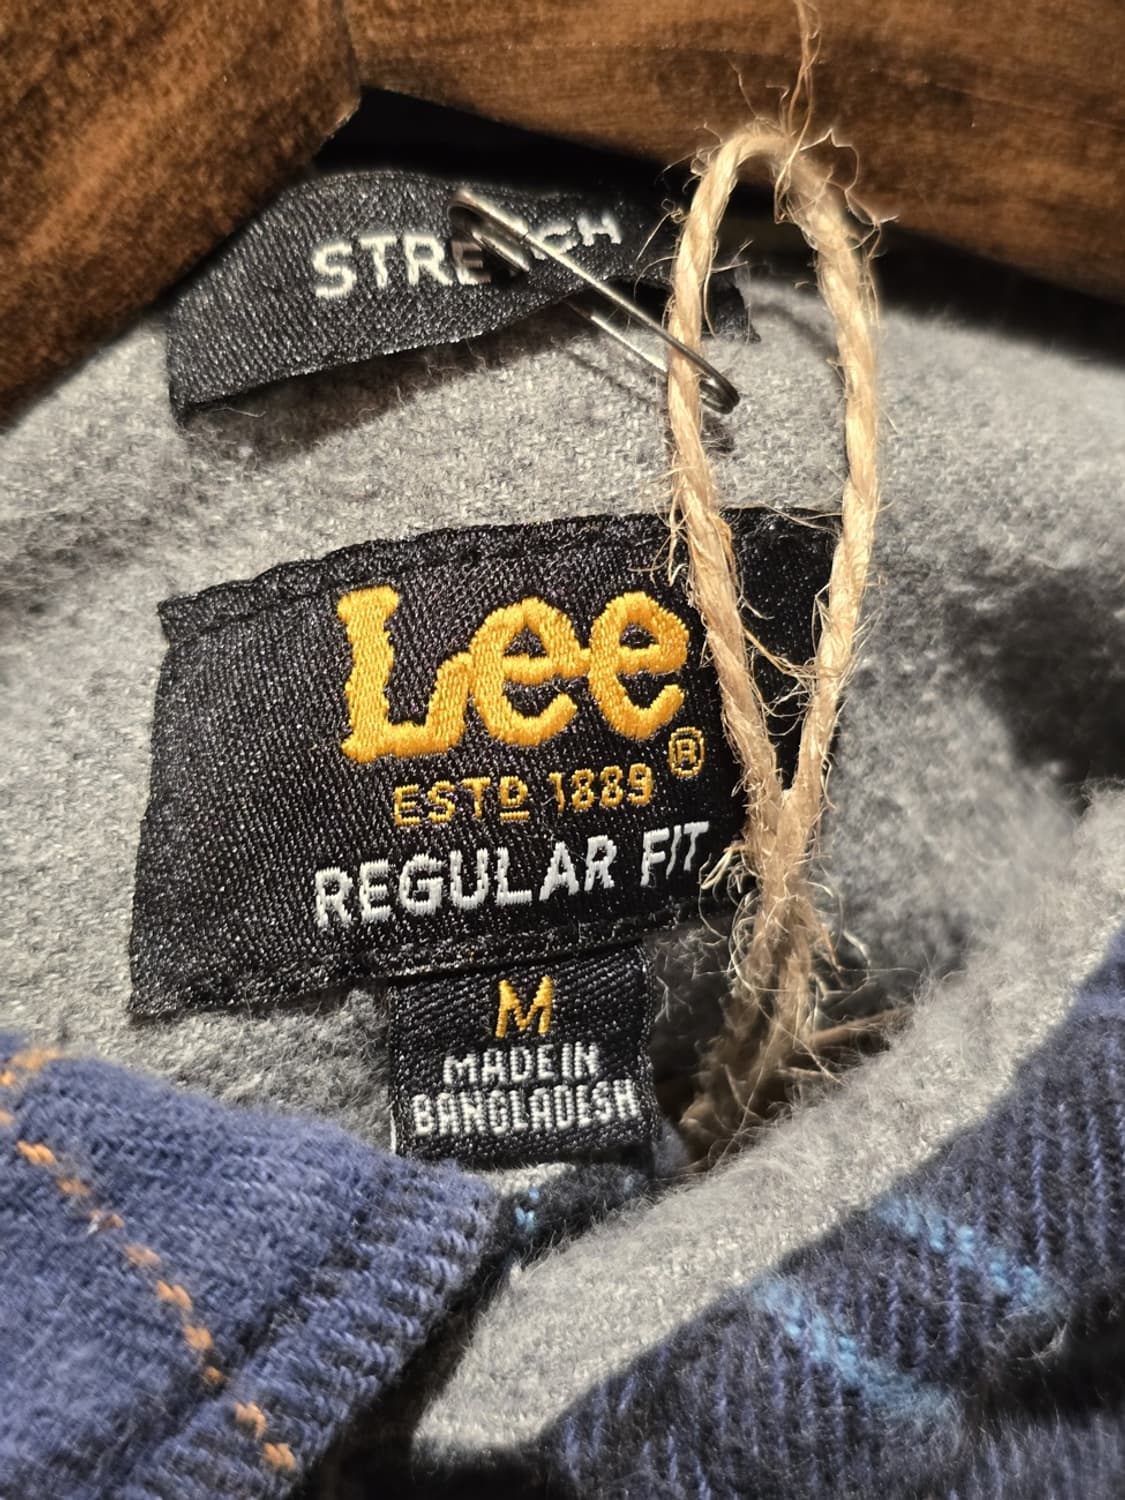 STRETCH
Lee®
ESTD 1889
REGULAR FIT
M
MADE IN
BANGLADESH